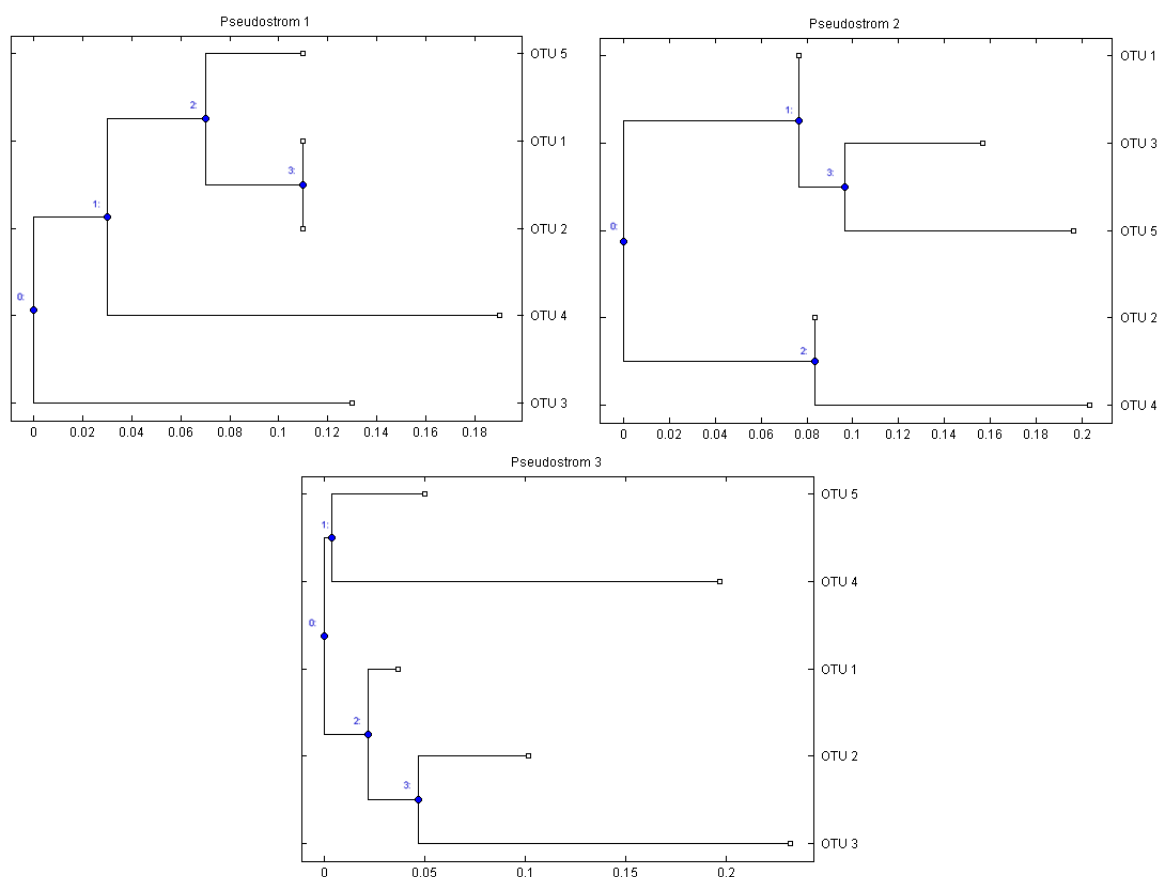 Pseudostrom 1
OTU 5
2:
OTU 1
3:
1:
OTU 2
0:
OTU 4
OTU 3
0 0.02 0.04 0.06 0.08 0.1 0.12 0.14 0.16 0.18
Pseudostrom 2
OTU 1
1:
OTU 3
3:
0:
OTU 5
OTU 2
2:
OTU 4
0 0.02 0.04 0.06 0.08 0.1 0.12 0.14 0.16 0.18 0.2
Pseudostrom 3
OTU 5
1:
OTU 4
0:
OTU 1
2:
OTU 2
3:
OTU 3
0 0.05 0.1 0.15 0.2